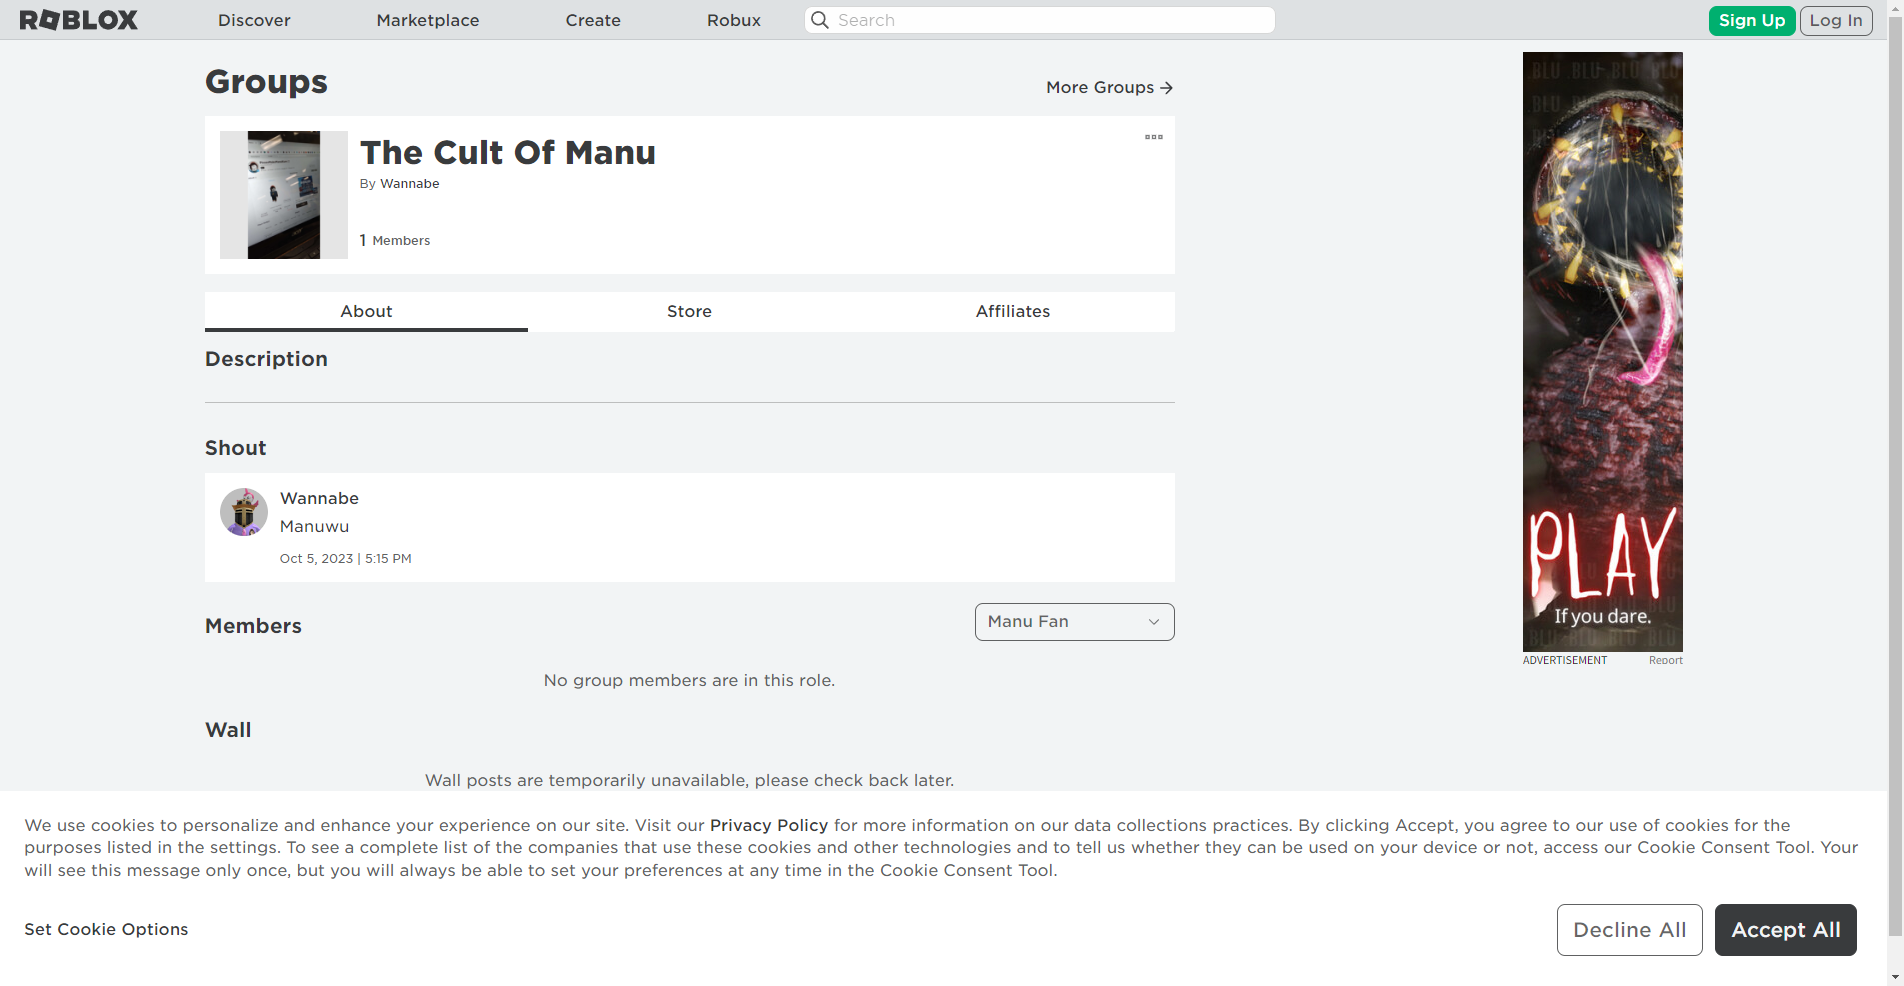 ROBLOX
Discover
Marketplace
Create
Robux
Search
Sign Up
Log In
Groups
More Groups
The Cult Of Manu
By Wannabe
1 Members
About
Store
Affiliates
Description
Shout
Wannabe
Manuwu
Oct 5, 2023 | 5:15 PM
Members
Manu Fan
No group members are in this role.
Wall
Wall posts are temporarily unavailable, please check back later.
BLU BLU BLU BLU
PLAY
If you dare.
BLU BLU BLU BLU
ADVERTISEMENT
Report
We use cookies to personalize and enhance your experience on our site. Visit our Privacy Policy for more information on our data collections practices. By clicking Accept, you agree to our use of cookies for the
purposes listed in the settings. To see a complete list of the companies that use these cookies and other technologies and to tell us whether they can be used on your device or not, access our Cookie Consent Tool. Your
will see this message only once, but you will always be able to set your preferences at any time in the Cookie Consent Tool.
Set Cookie Options
Decline All
Accept All